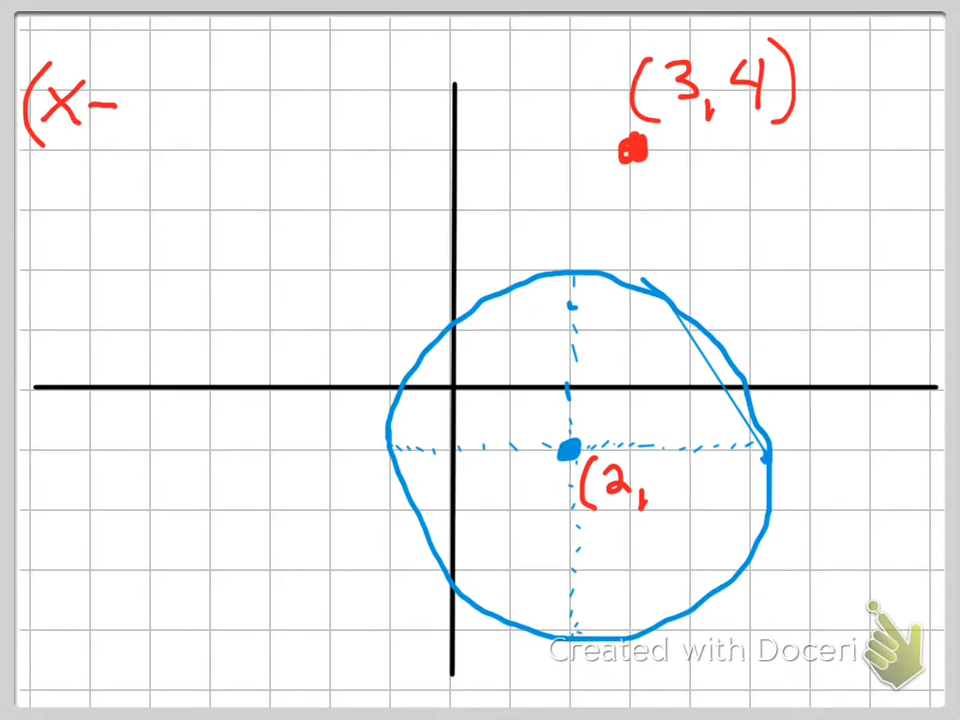 (x-
(3, 4)
(2,
Created with Doceri